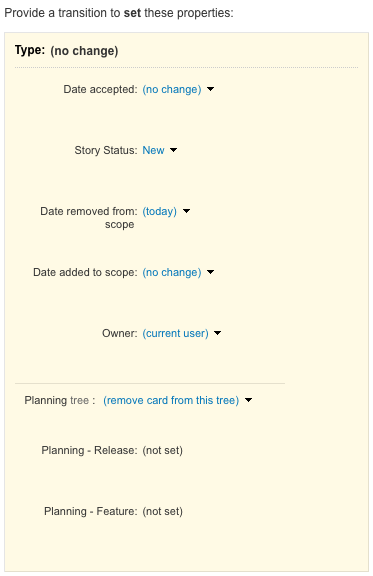 Provide a transition to set these properties:
Type: (no change)
Date accepted: (no change)
Story Status: New
Date removed from: (today)
scope
Date added to scope: (no change)
Owner: (current user)
Planning tree : (remove card from this tree)
Planning - Release: (not set)
Planning - Feature: (not set)